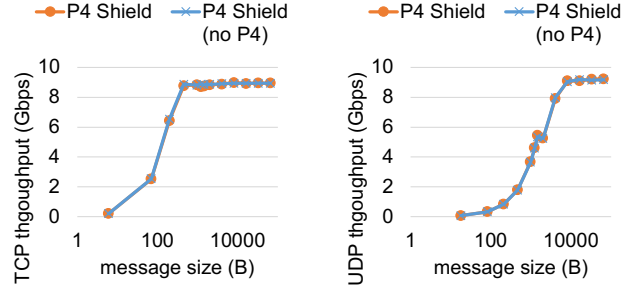 P4 Shield
P4 Shield (no P4)
TCP thgoughput (Gbps)
10
8
6
4
2
0
1
100
10000
message size (B)
P4 Shield
P4 Shield (no P4)
UDP thgoughput (Gbps)
10
8
6
4
2
0
1
100
10000
message size (B)